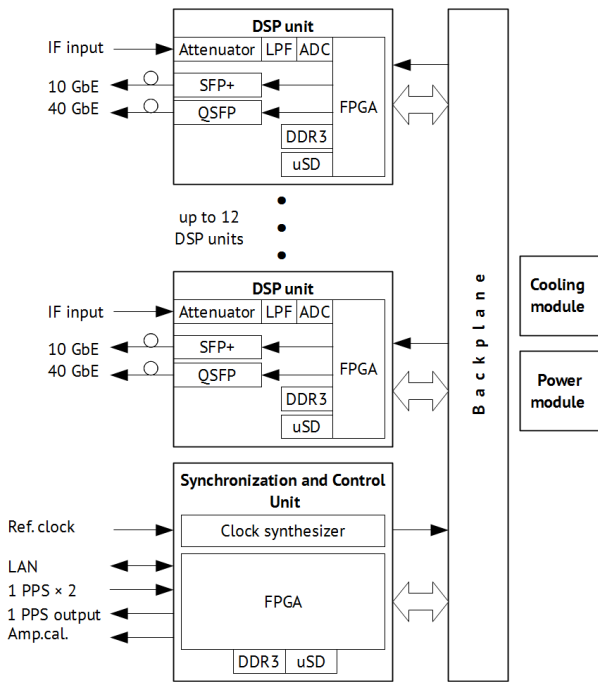 DSP unit
IF input
Attenuator LPF ADC
10 GbE
SFP+
40 GbE
QSFP
FPGA
DDR3
uSD
up to 12
DSP units
DSP unit
IF input
Attenuator LPF ADC
10 GbE
SFP+
40 GbE
QSFP
FPGA
DDR3
uSD
Backplane
Cooling
module
Power
module
Synchronization and Control
Unit
Ref. clock
Clock synthesizer
LAN
1 PPS × 2
1 PPS output
Amp.cal.
FPGA
DDR3 uSD